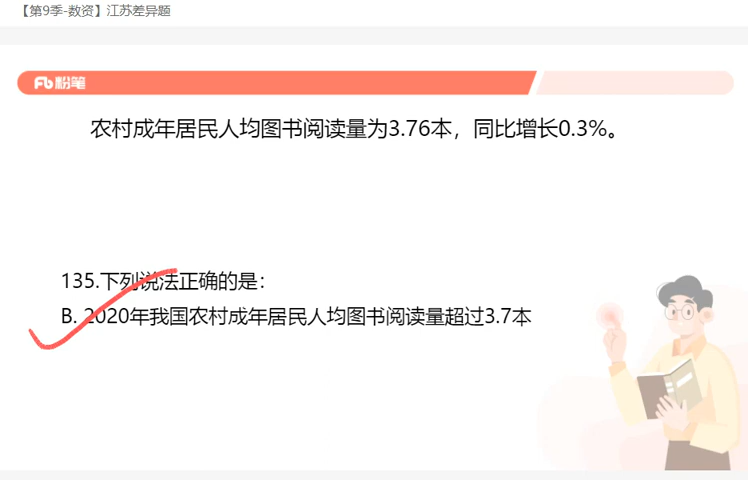 【第9季-数资】江苏差异题
粉笔
农村成年居民人均图书阅读量为3.76本，同比增长0.3%。
135.下列说法正确的是：
B. 2020年我国农村成年居民人均图书阅读量超过3.7本